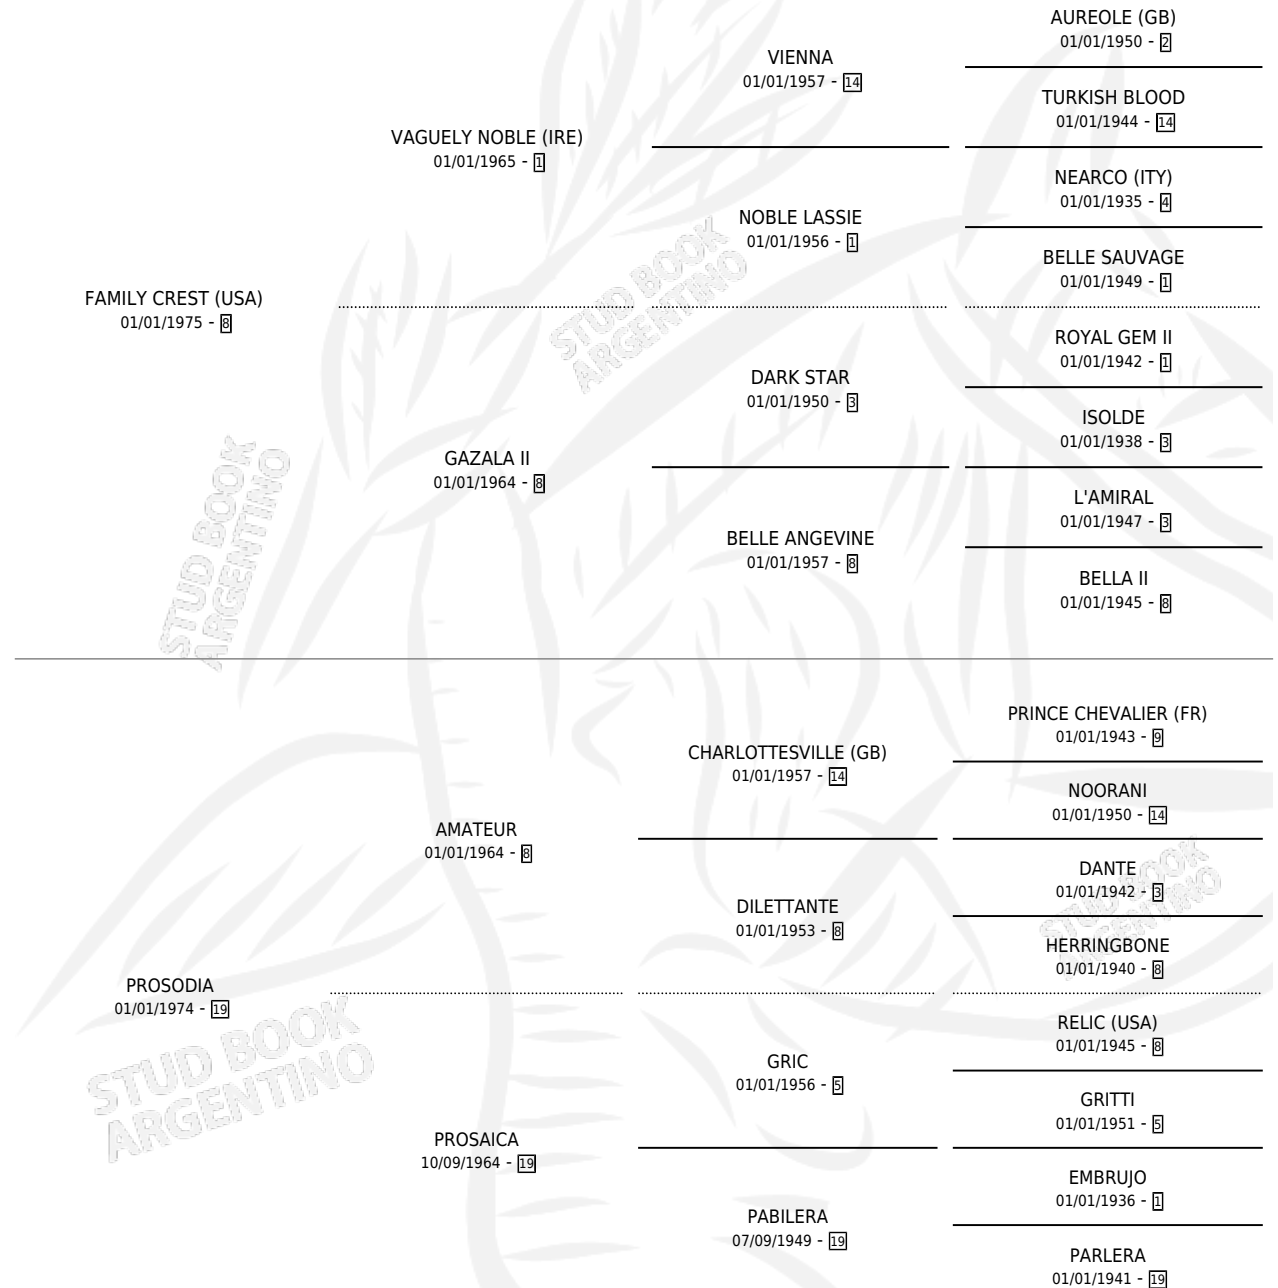 AUREOLE (GB)
01/01/1950 - 2
VIENNA
01/01/1957 - 14
TURKISH BLOOD
01/01/1944 - 14
VAGUELY NOBLE (IRE)
01/01/1965 - 1
NEARCO (ITY)
01/01/1935 - 4
NOBLE LASSIE
01/01/1956 - 1
BELLE SAUVAGE
01/01/1949 - 1
FAMILY CREST (USA)
01/01/1975 - 8
ROYAL GEM II
01/01/1942 - 1
DARK STAR
01/01/1950 - 3
ISOLDE
01/01/1938 - 3
GAZALA II
01/01/1964 - 8
L'AMIRAL
01/01/1947 - 3
BELLE ANGEVINE
01/01/1957 - 8
BELLA II
01/01/1945 - 8
PRINCE CHEVALIER (FR)
01/01/1943 - 9
CHARLOTTESVILLE (GB)
01/01/1957 - 14
NOORANI
01/01/1950 - 14
AMATEUR
01/01/1964 - 8
DANTE
01/01/1942 - 3
DILETTANTE
01/01/1953 - 8
HERRINGBONE
01/01/1940 - 8
PROSODIA
01/01/1974 - 19
RELIC (USA)
01/01/1945 - 8
GRIC
01/01/1956 - 5
GRITTI
01/01/1951 - 5
PROSAICA
10/09/1964 - 19
EMBRUJO
01/01/1936 - 1
PABILERA
07/09/1949 - 19
PARLERA
01/01/1941 - 19
STUD BOOK
ARGENTINO
STUD BOOK
ARGENTINO
STUD BOOK
ARGENTINO
STUD BOOK
ARGENTINO